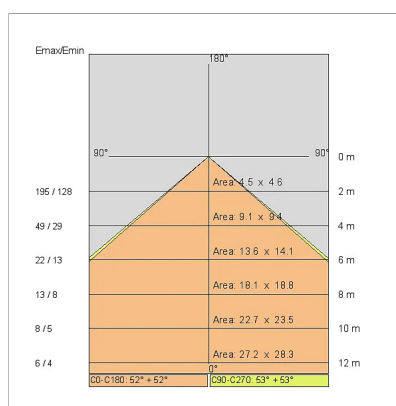 Emax/Emin
180°
90° 90° 0 m
195 / 128 Area: 4.5 x 4.6 2 m
49 / 29 Area: 9.1 x 9.4 4 m
22 / 13 Area: 13.6 x 14.1 6 m
13 / 8 Area: 18.1 x 18.8 8 m
8 / 5 Area: 22.7 x 23.5 10 m
6 / 4 Area: 27.2 x 28.3 12 m
0°
C0-C180: 52° + 52° C90-C270: 53° + 53°